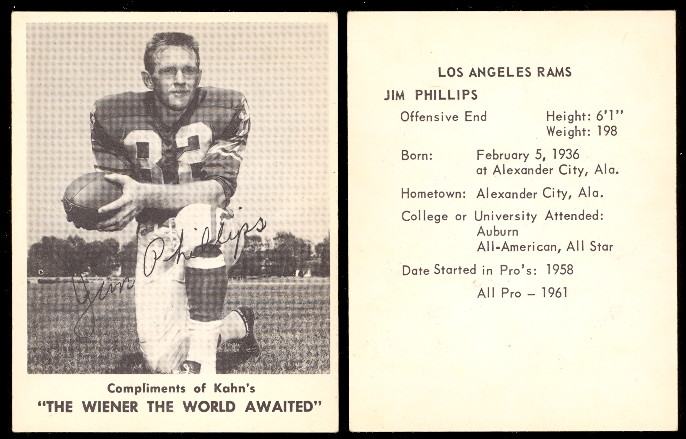 82
Jim Phillips
Compliments of Kahn's
"THE WIENER THE WORLD AWAITED"
LOS ANGELES RAMS
JIM PHILLIPS
Offensive End Height: 6'1"
Weight: 198
Born: February 5, 1936
at Alexander City, Ala.
Hometown: Alexander City, Ala.
College or University Attended:
Auburn
All-American, All Star
Date Started in Pro's: 1958
All Pro – 1961